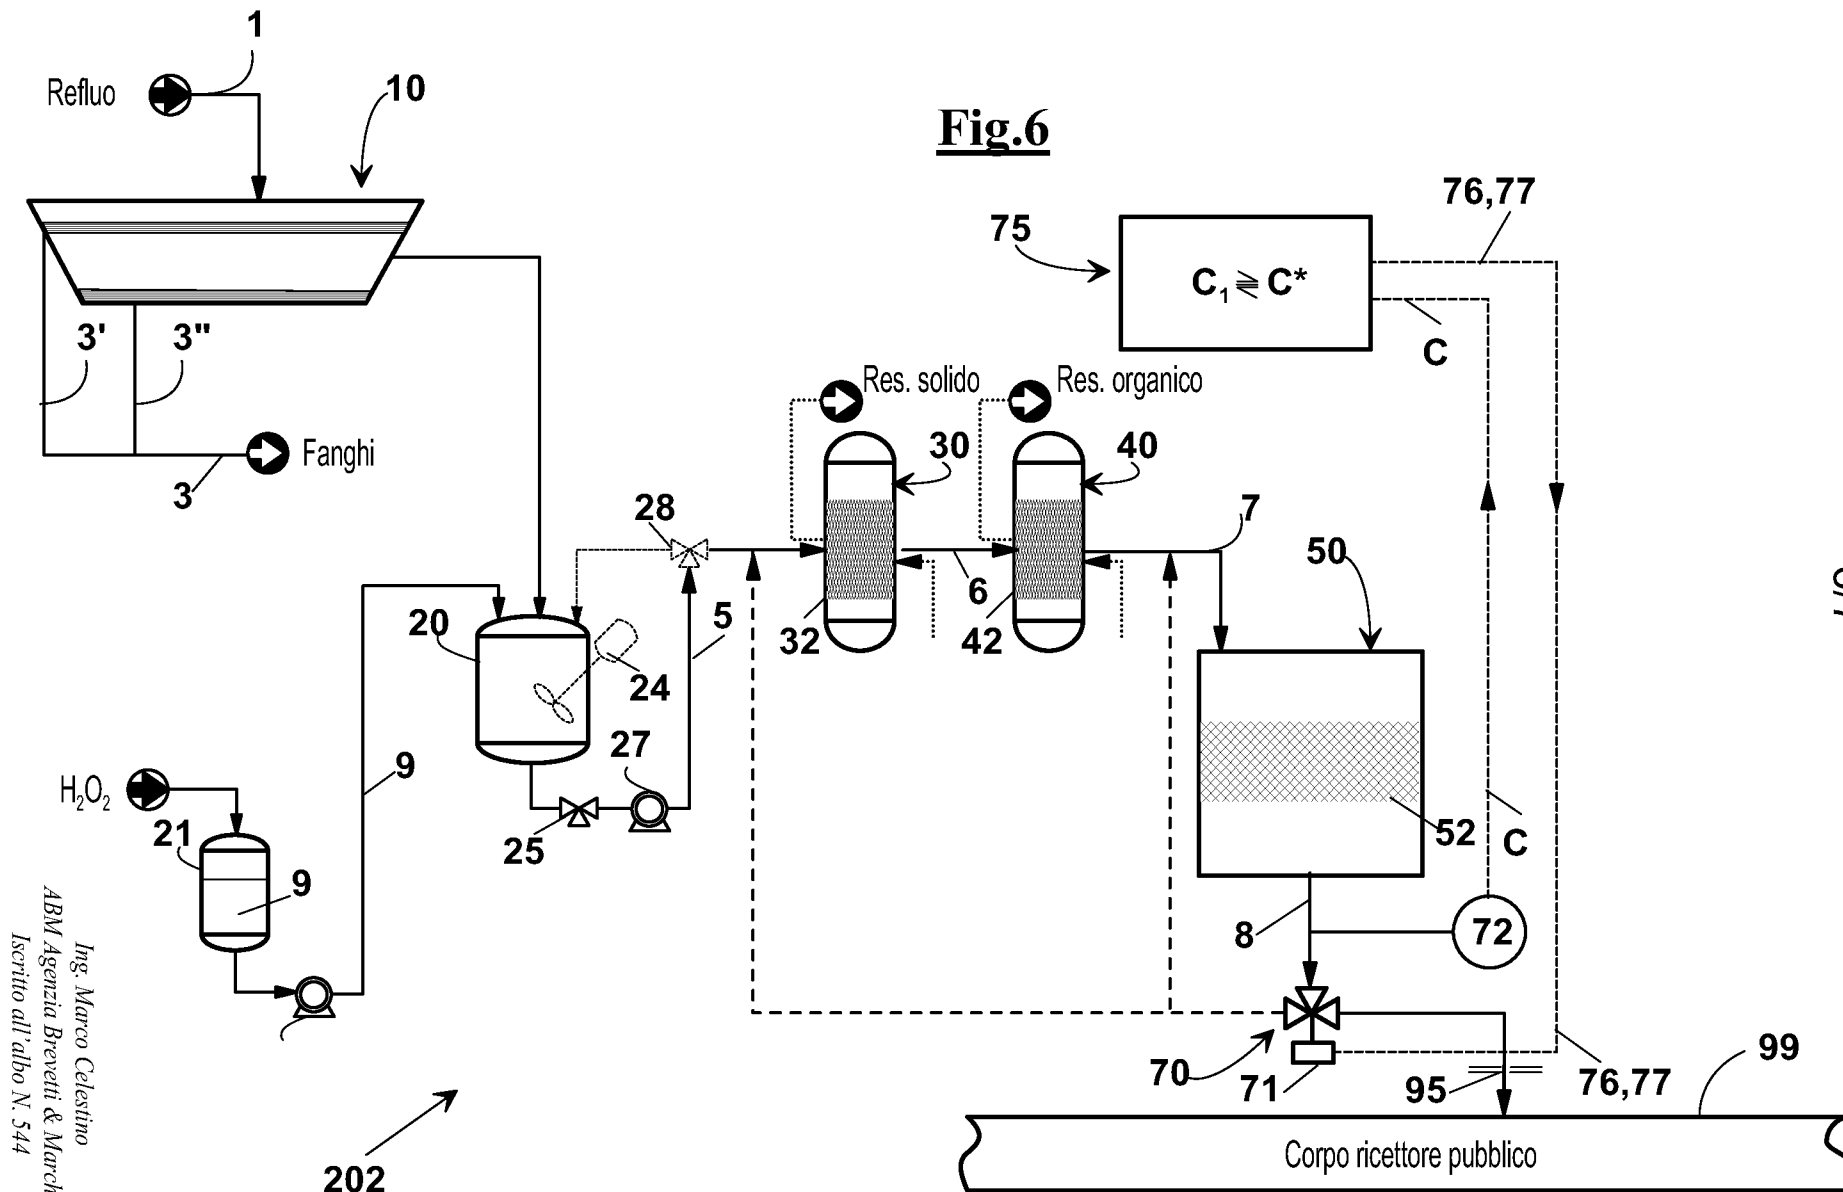 1
Refluo
10
Fig.6
76,77
75
C₁ ⇌ C*
C
3'
3"
Res. solido
Res. organico
Fanghi
3
30
40
28
7
50
6
5
20
32
42
24
27
9
H₂O₂
21
25
52
C
9
8
72
70
71
95
76,77
99
Corpo ricettore pubblico
202
Ing. Marco Celestino
ABM Agenzia Brevetti & March
Iscritto all'albo N. 544